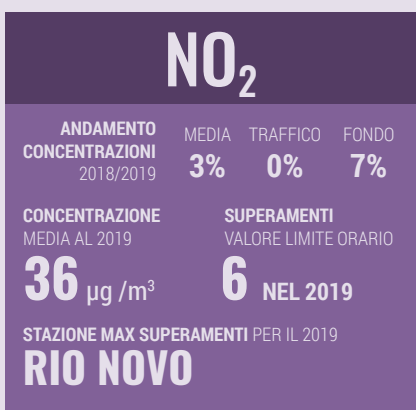 NO₂
ANDAMENTO CONCENTRAZIONI 2018/2019
MEDIA TRAFFICO FONDO
3% 0% 7%
CONCENTRAZIONE
MEDIA AL 2019
36 µg /m³
SUPERAMENTI
VALORE LIMITE ORARIO
6 NEL 2019
STAZIONE MAX SUPERAMENTI PER IL 2019
RIO NOVO